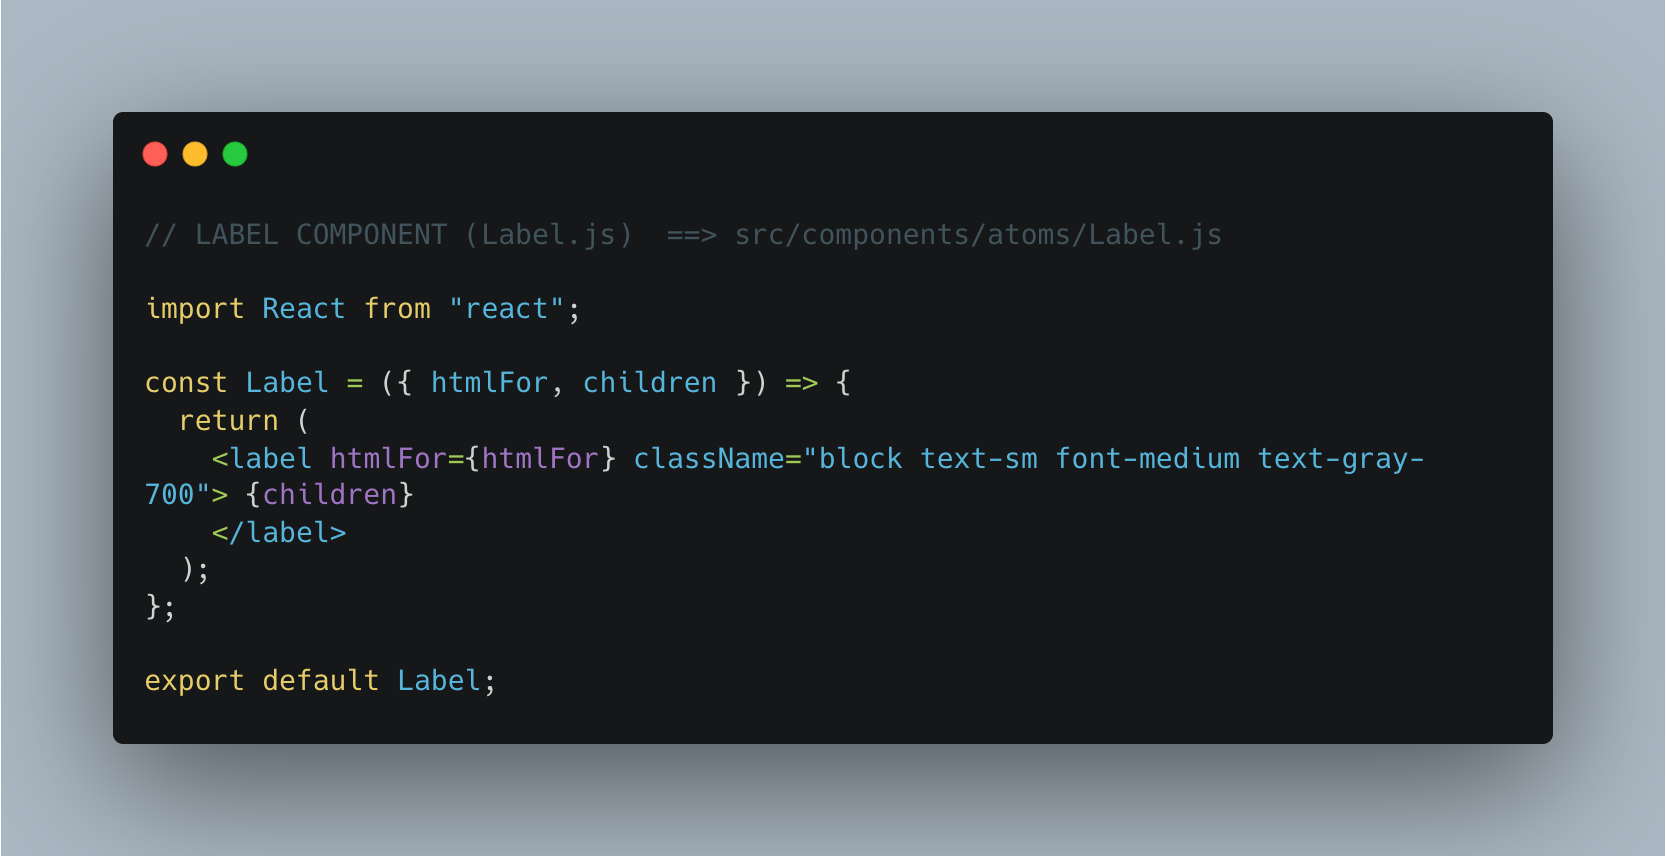 // LABEL COMPONENT (Label.js)  ==> src/components/atoms/Label.js

import React from "react";

const Label = ({ htmlFor, children }) => {
  return (
    <label htmlFor={htmlFor} className="block text-sm font-medium text-gray-
700"> {children}
    </label>
  );
};

export default Label;